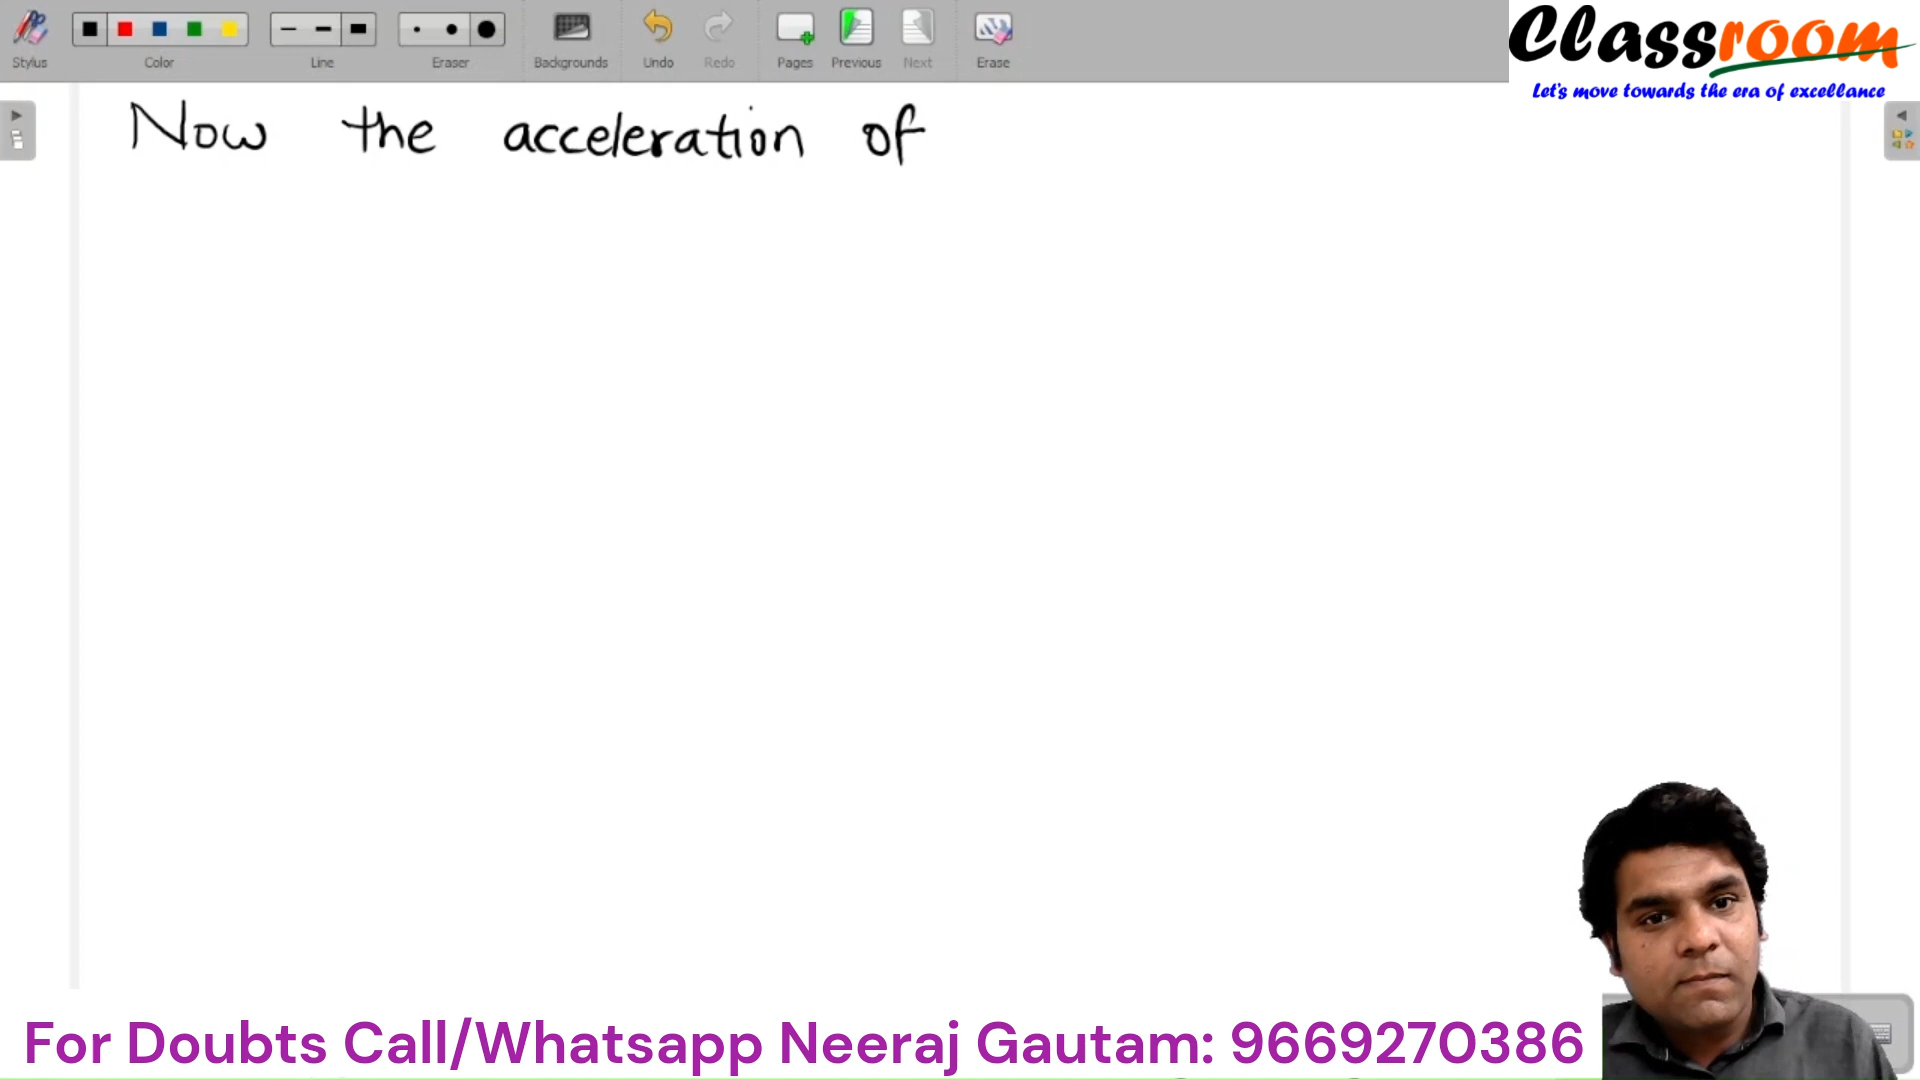 Stylus Color Line Eraser Backgrounds Undo Redo Pages Previous Next Erase
Classroom
Let's move towards the era of excellance
Now the acceleration of
For Doubts Call/Whatsapp Neeraj Gautam: 9669270386